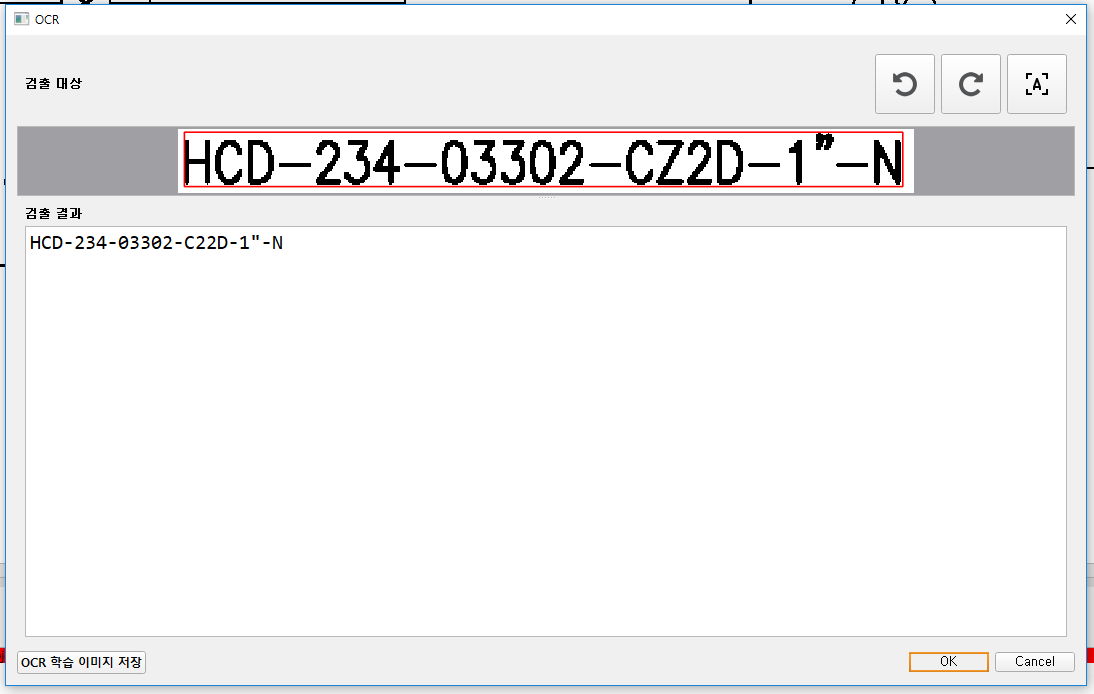 OCR
검출 대상
[A]
HCD-234-03302-CZ2D-1"-N
검출 결과
HCD-234-03302-C22D-1"-N
OCR 학습 이미지 저장
OK
Cancel